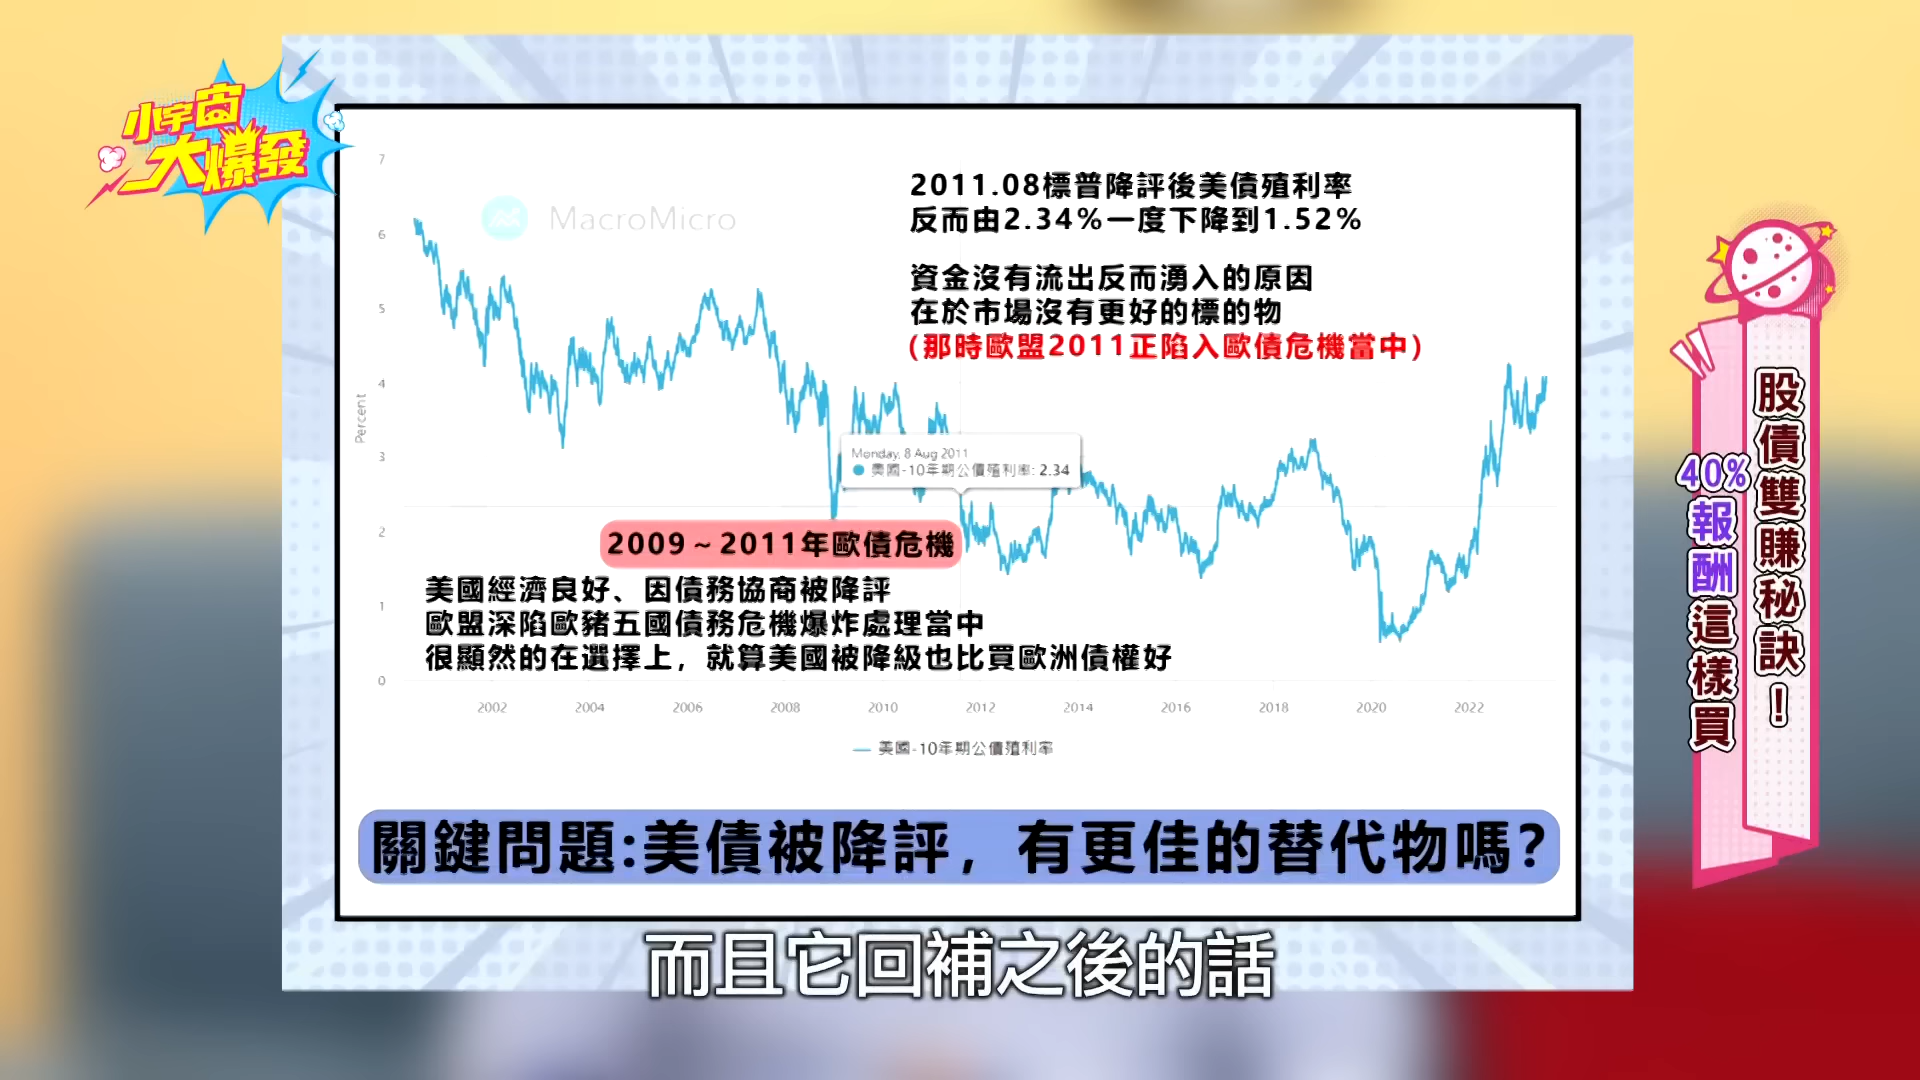 小宇宙
大爆發
MacroMicro
2011.08標普降評後美債殖利率
反而由2.34%一度下降到1.52%
資金沒有流出反而湧入的原因
在於市場沒有更好的標的物
(那時歐盟2011正陷入歐債危機當中)
7
6
5
4
3
2
1
0
Percent
Monday, 8 Aug 2011
美國-10年期公債殖利率: 2.34
2009～2011年歐債危機
美國經濟良好、因債務協商被降評
歐盟深陷歐豬五國債務危機爆炸處理當中
很顯然的在選擇上，就算美國被降級也比買歐洲債權好
2002 2004 2006 2008 2010 2012 2014 2016 2018 2020 2022
美國-10年期公債殖利率
關鍵問題:美債被降評，有更佳的替代物嗎?
股債雙賺秘訣！
40%報酬這樣買
而且它回補之後的話